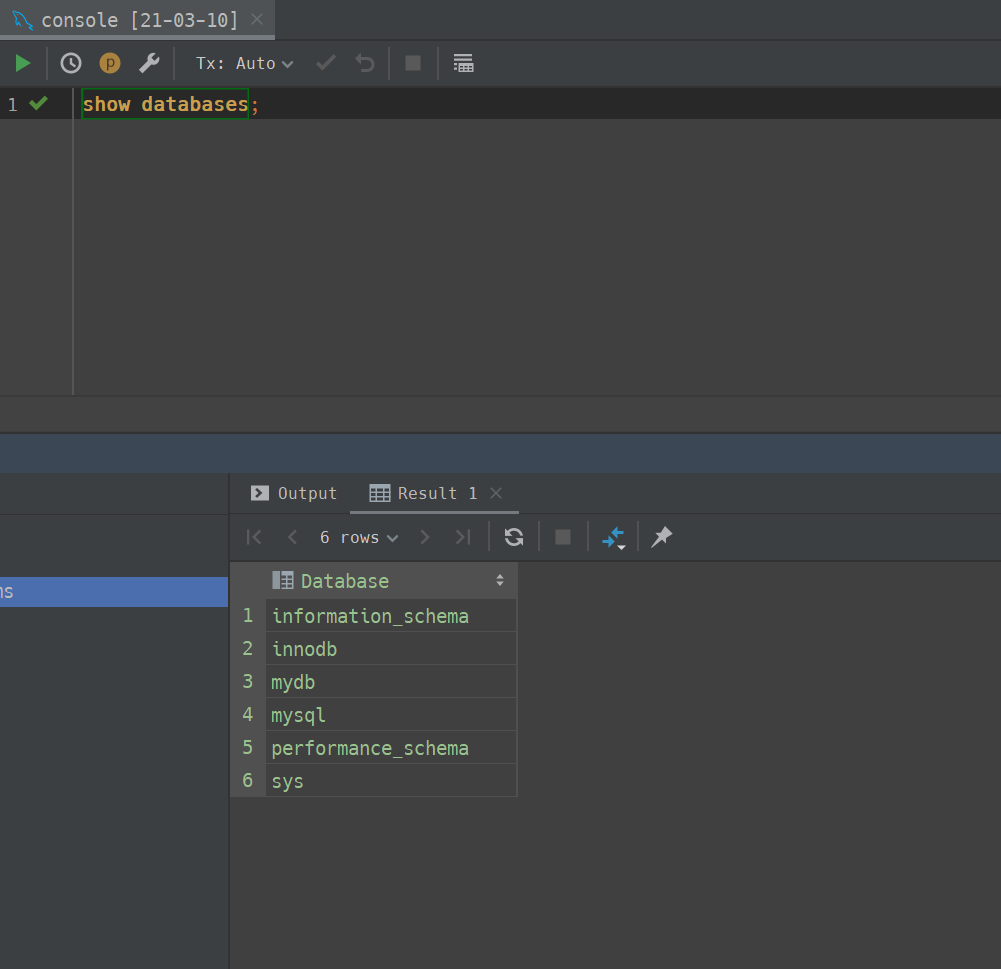 console [21-03-10]
P
Tx: Auto
1 show databases;
Output Result 1
6 rows
ns
Database
1 information_schema
2 innodb
3 mydb
4 mysql
5 performance_schema
6 sys